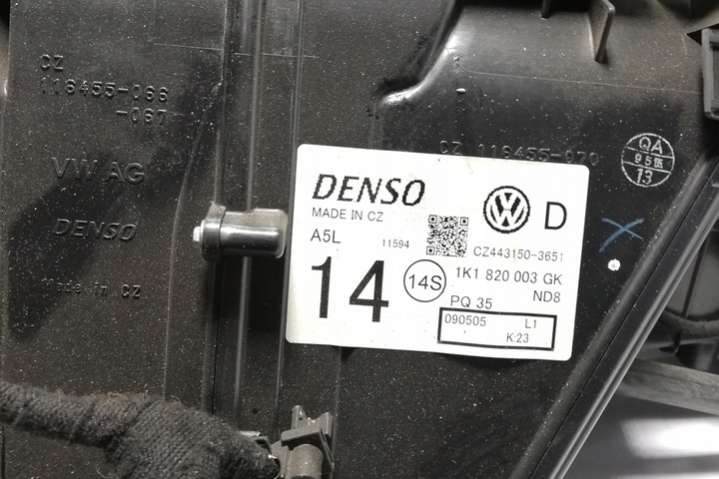 CZ
116455-066
-067
VW AG
DENSO
Made in CZ
CZ 116455-070
QA
13
DENSO
MADE IN CZ
D
A5L
11594
CZ443150-3651
14
14S
1K1 820 003 GK
ND8
PQ 35
090505
L1
K:23